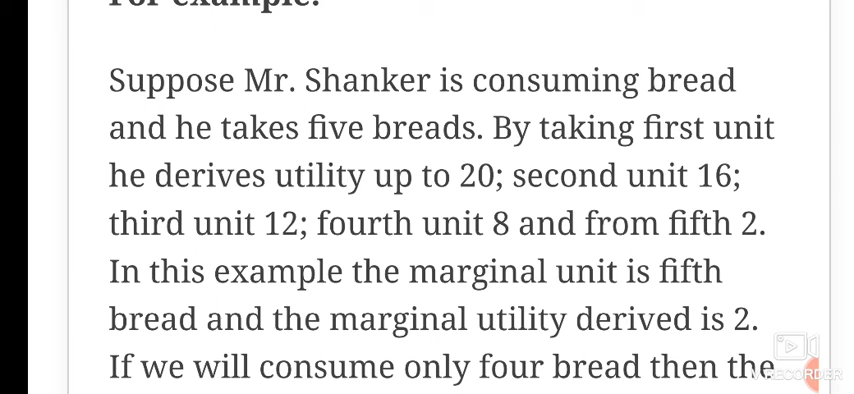 For example:
Suppose Mr. Shanker is consuming bread
and he takes five breads. By taking first unit
he derives utility up to 20; second unit 16;
third unit 12; fourth unit 8 and from fifth 2.
In this example the marginal unit is fifth
bread and the marginal utility derived is 2.
If we will consume only four bread then the
V RECORDER